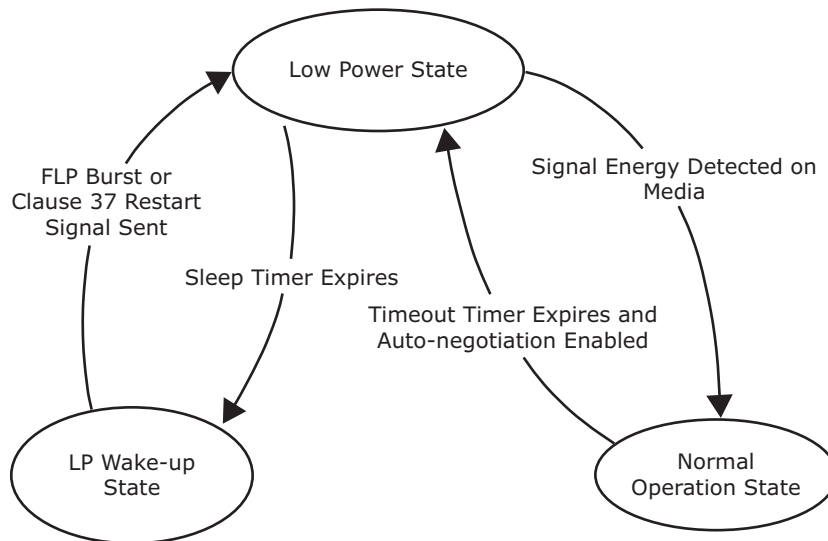 Low Power State
FLP Burst or
Clause 37 Restart
Signal Sent
Signal Energy Detected on
Media
Sleep Timer Expires
Timeout Timer Expires and
Auto-negotiation Enabled
LP Wake-up
State
Normal
Operation State